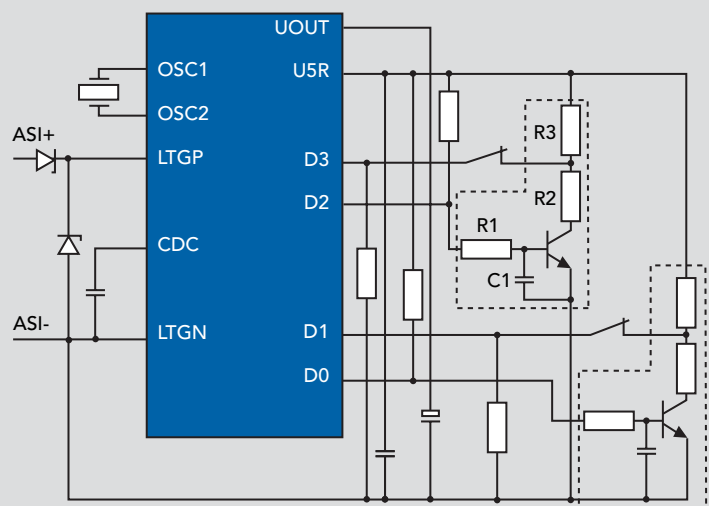 UOUT
OSC1
U5R
OSC2
ASI+
LTGP
D3
R3
D2
R2
R1
CDC
C1
ASI-
LTGN
D1
D0